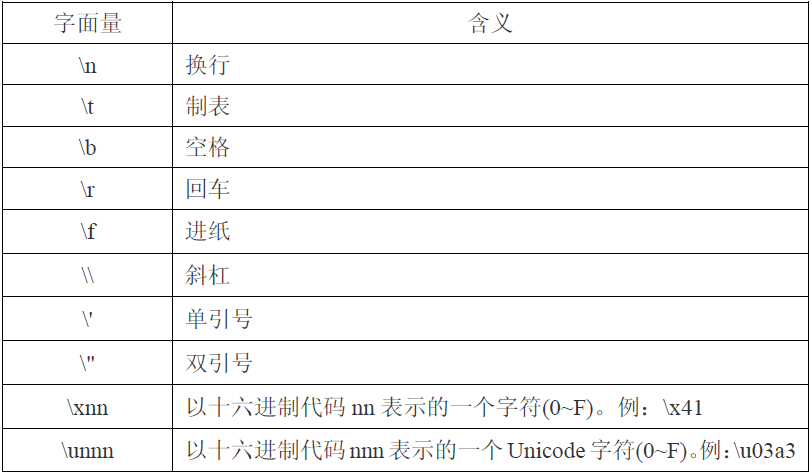 字面量 含义
\n 换行
\t 制表
\b 空格
\r 回车
\f 进纸
\\ 斜杠
\' 单引号
\" 双引号
\xnn 以十六进制代码 nn 表示的一个字符(0~F)。例：\x41
\unnn 以十六进制代码 nnn 表示的一个 Unicode 字符(0~F)。例：\u03a3